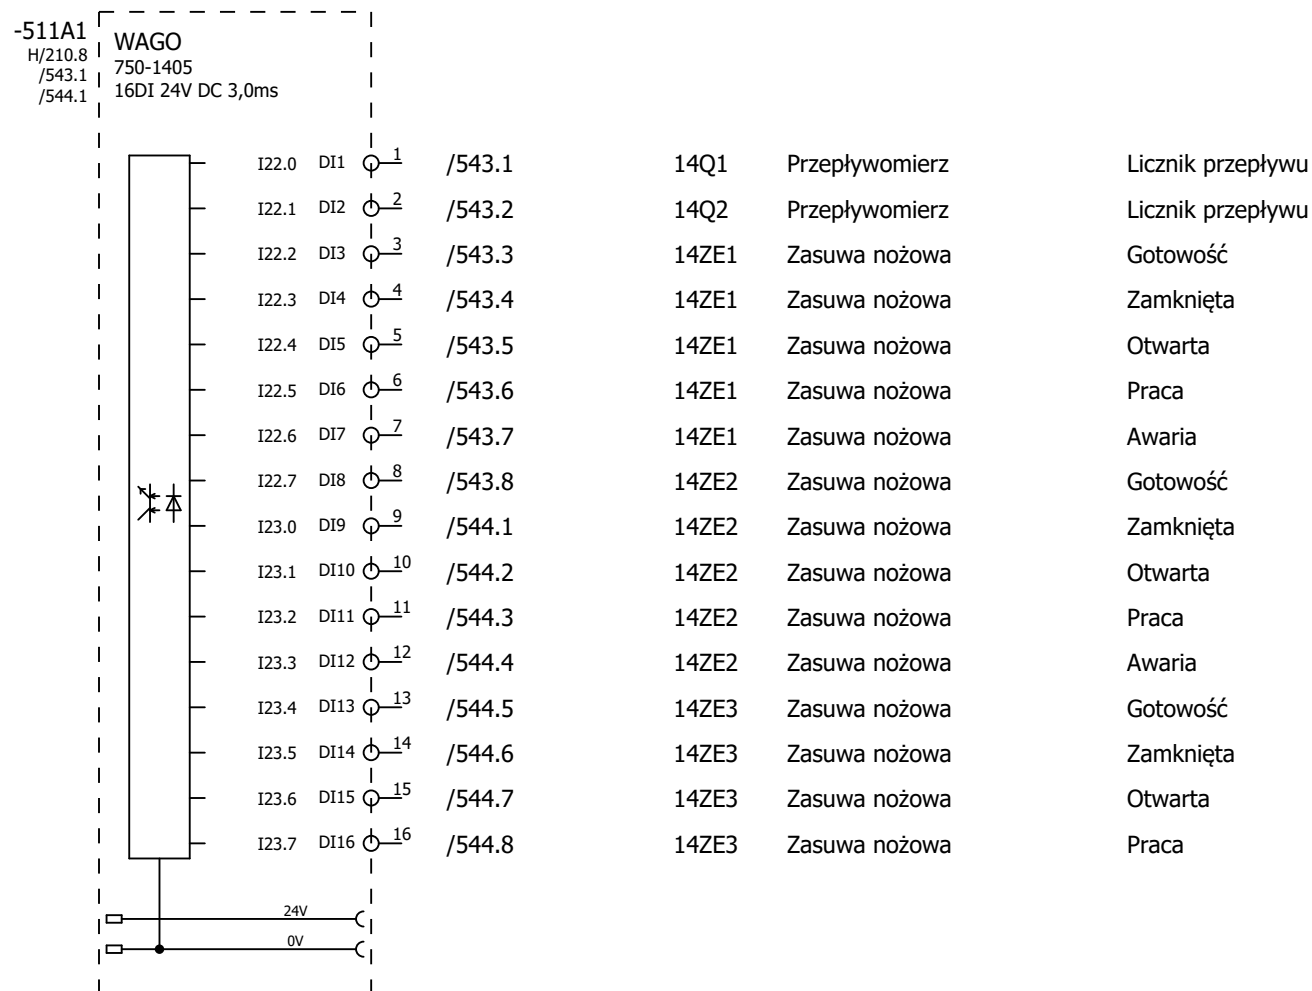 -511A1
H/210.8
/543.1
/544.1
WAGO
750-1405
16DI 24V DC 3,0ms
I22.0 DI1 1 /543.1 14Q1 Przepływomierz Licznik przepływu
I22.1 DI2 2 /543.2 14Q2 Przepływomierz Licznik przepływu
I22.2 DI3 3 /543.3 14ZE1 Zasuwa nożowa Gotowość
I22.3 DI4 4 /543.4 14ZE1 Zasuwa nożowa Zamknięta
I22.4 DI5 5 /543.5 14ZE1 Zasuwa nożowa Otwarta
I22.5 DI6 6 /543.6 14ZE1 Zasuwa nożowa Praca
I22.6 DI7 7 /543.7 14ZE1 Zasuwa nożowa Awaria
I22.7 DI8 8 /543.8 14ZE2 Zasuwa nożowa Gotowość
I23.0 DI9 9 /544.1 14ZE2 Zasuwa nożowa Zamknięta
I23.1 DI10 10 /544.2 14ZE2 Zasuwa nożowa Otwarta
I23.2 DI11 11 /544.3 14ZE2 Zasuwa nożowa Praca
I23.3 DI12 12 /544.4 14ZE2 Zasuwa nożowa Awaria
I23.4 DI13 13 /544.5 14ZE3 Zasuwa nożowa Gotowość
I23.5 DI14 14 /544.6 14ZE3 Zasuwa nożowa Zamknięta
I23.6 DI15 15 /544.7 14ZE3 Zasuwa nożowa Otwarta
I23.7 DI16 16 /544.8 14ZE3 Zasuwa nożowa Praca
24V
0V